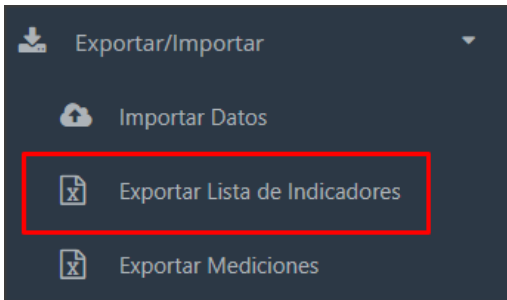 Exportar/Importar
Importar Datos
Exportar Lista de Indicadores
Exportar Mediciones